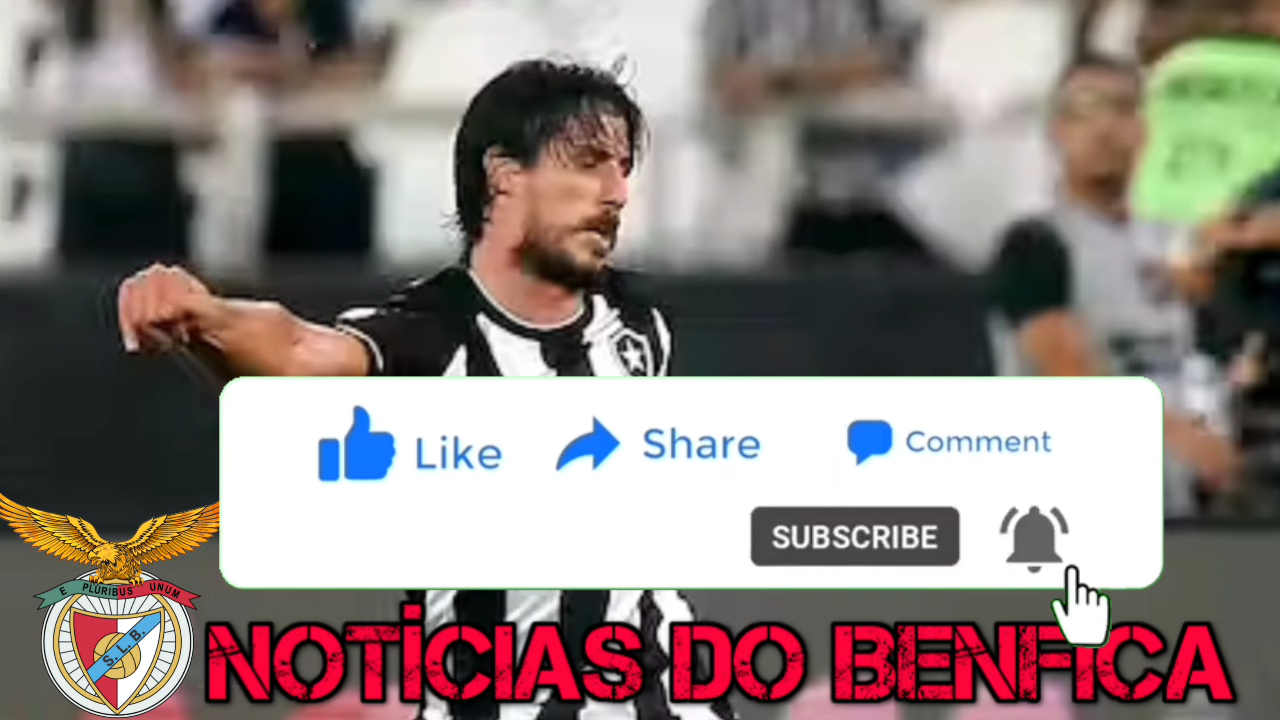 Like
Share
Comment
SUBSCRIBE
E PLURIBUS UNUM
S. L. B.
NOTÍCIAS DO BENFICA